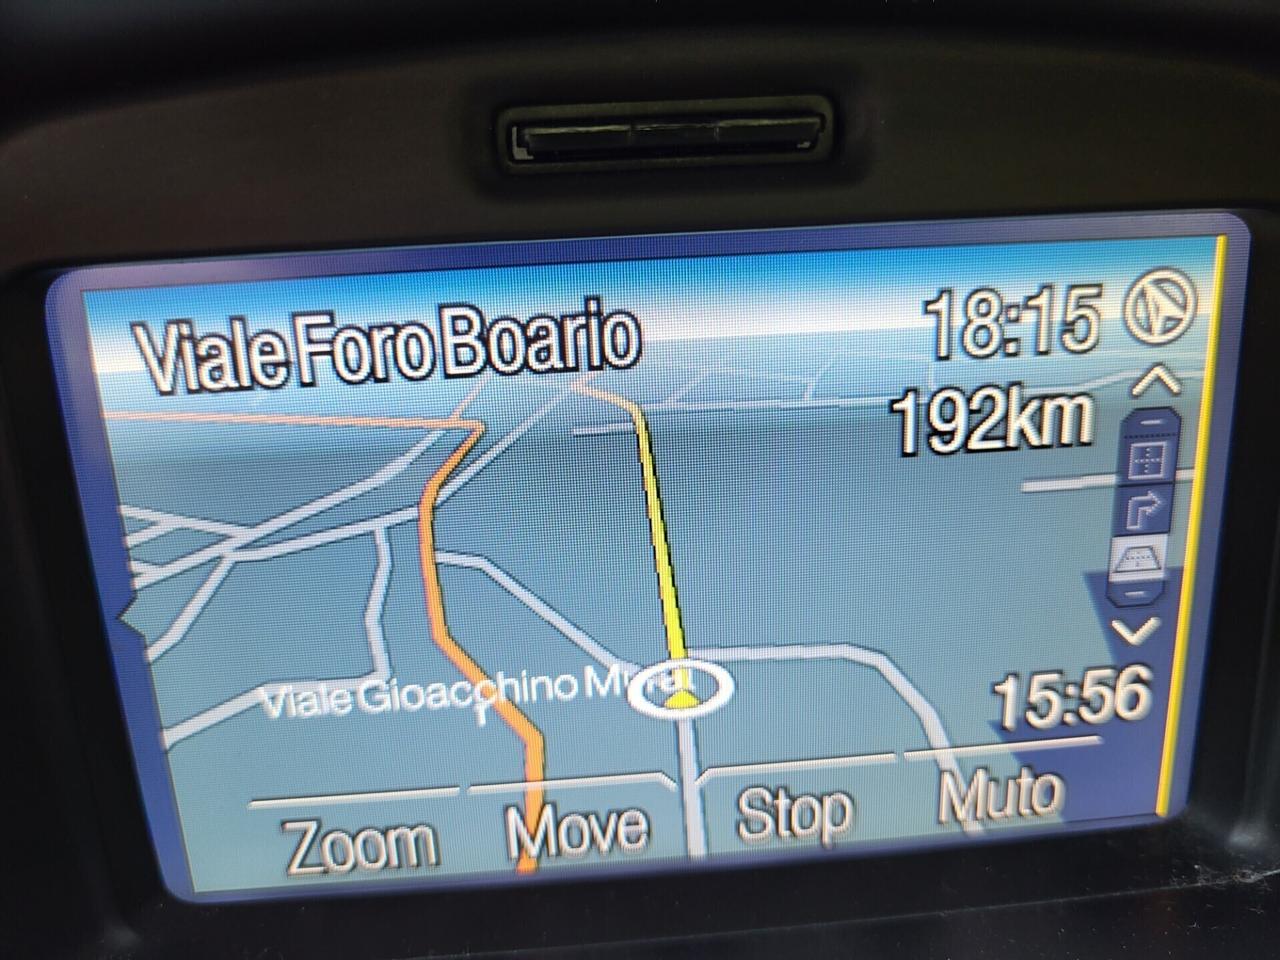 Viale Foro Boario
18:15
192km
Viale Gioacchino
15:56
Zoom
Move
Stop
Muto